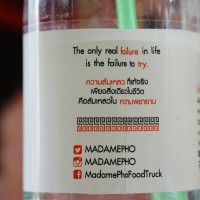 The only real failure in life
is the failure to try.
ความล้มเหลว ที่แท้จริง
เพียงสิ่งเดียวในชีวิต
คือล้มเหลวใน ความพยายาม
MADAMEPHO
MADAMEPHO
MadamePhoFoodTruck